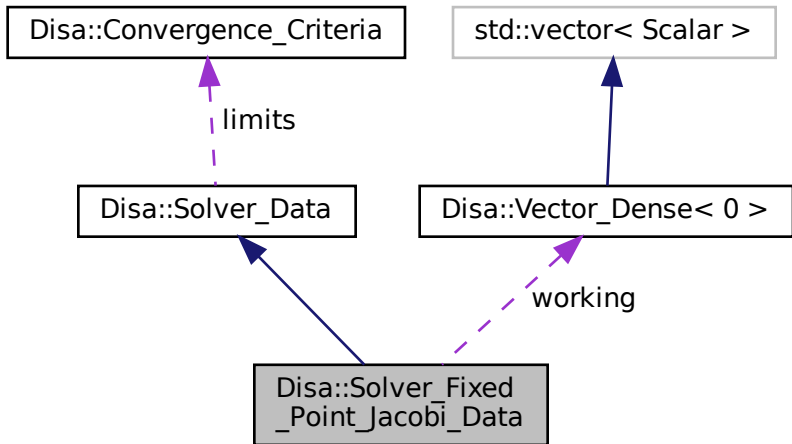 Disa::Convergence_Criteria
std::vector< Scalar >
limits
Disa::Solver_Data
Disa::Vector_Dense< 0 >
working
Disa::Solver_Fixed
_Point_Jacobi_Data